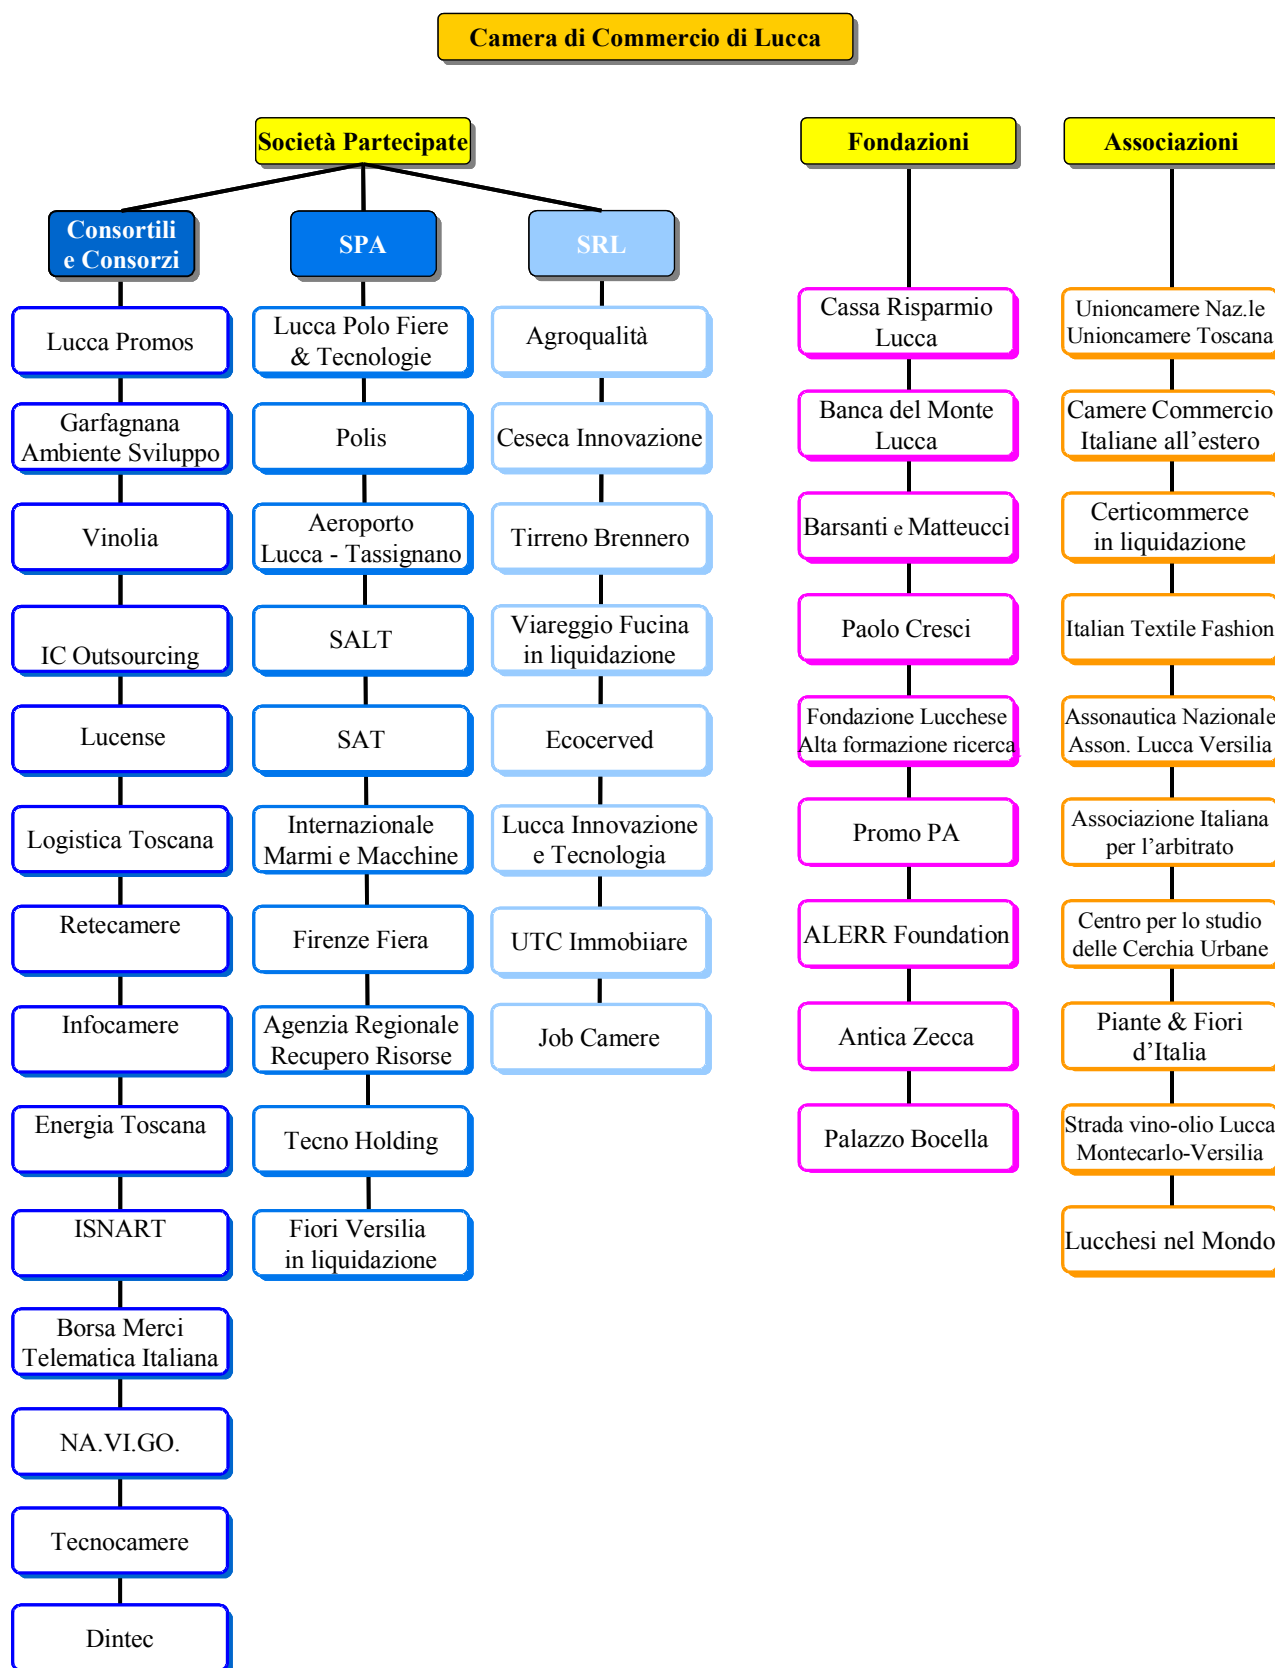 Camera di Commercio di Lucca
Società Partecipate
Fondazioni
Associazioni
Consortili
e Consorzi
SPA
SRL
Lucca Promos
Garfagnana
Ambiente Sviluppo
Vinolia
IC Outsourcing
Lucense
Logistica Toscana
Retecamere
Infocamere
Energia Toscana
ISNART
Borsa Merci
Telematica Italiana
NA.VI.GO.
Tecnocamere
Dintec
Lucca Polo Fiere
& Tecnologie
Polis
Aeroporto
Lucca - Tassignano
SALT
SAT
Internazionale
Marmi e Macchine
Firenze Fiera
Agenzia Regionale
Recupero Risorse
Tecno Holding
Fiori Versilia
in liquidazione
Agroqualità
Ceseca Innovazione
Tirreno Brennero
Viareggio Fucina
in liquidazione
Ecocerved
Lucca Innovazione
e Tecnologia
UTC Immobiiare
Job Camere
Cassa Risparmio
Lucca
Banca del Monte
Lucca
Barsanti e Matteucci
Paolo Cresci
Fondazione Lucchese
Alta formazione ricerca
Promo PA
ALERR Foundation
Antica Zecca
Palazzo Bocella
Unioncamere Naz.le
Unioncamere Toscana
Camere Commercio
Italiane all’estero
Certicommerce
in liquidazione
Italian Textile Fashion
Assonautica Nazionale
Asson. Lucca Versilia
Associazione Italiana
per l’arbitrato
Centro per lo studio
delle Cerchia Urbane
Piante & Fiori
d’Italia
Strada vino-olio Lucca
Montecarlo-Versilia
Lucchesi nel Mondo